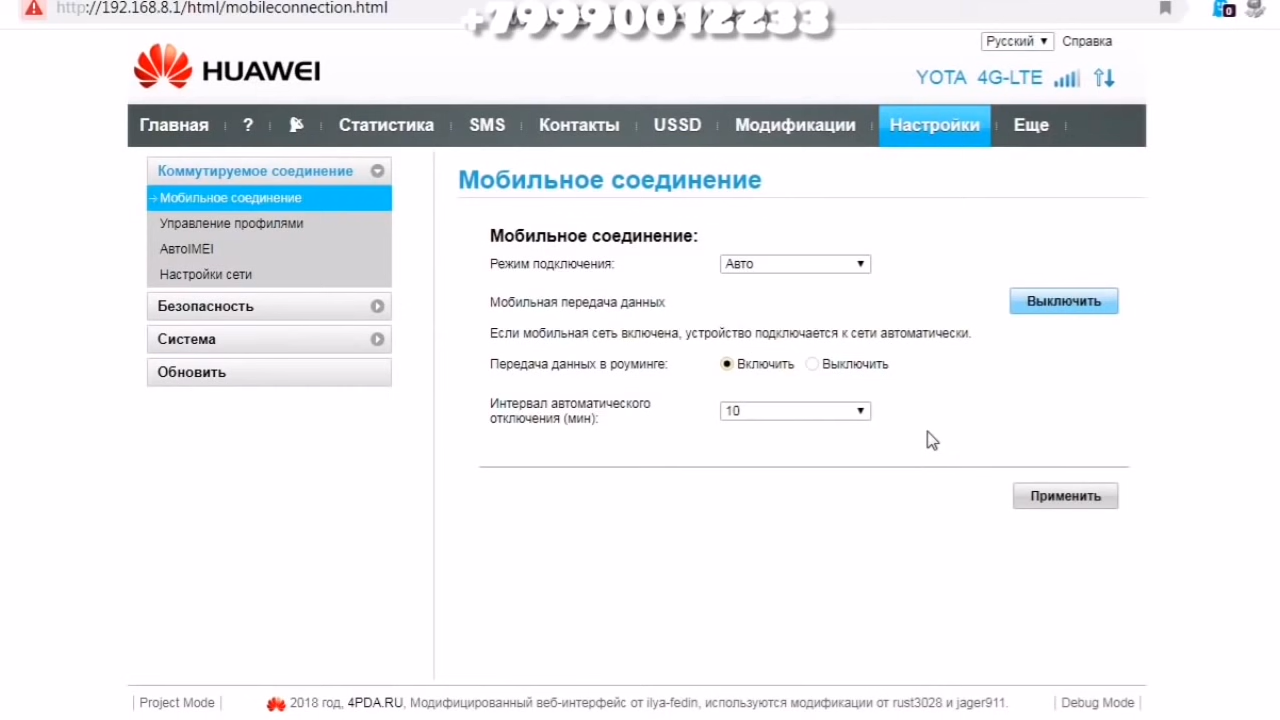 http://192.168.8.1/html/mobileconnection.html
+79990012233
0
Русский ▼ Справка
HUAWEI
YOTA 4G-LTE
Главная ? Статистика SMS Контакты USSD Модификации Настройки Еще
Коммутируемое соединение
→Мобильное соединение
Управление профилями
АвтоIMEI
Настройки сети
Безопасность
Система
Обновить
Мобильное соединение
Мобильное соединение:
Режим подключения: Авто ▼
Мобильная передача данных Выключить
Если мобильная сеть включена, устройство подключается к сети автоматически.
Передача данных в роуминге: Включить Выключить
Интервал автоматического
отключения (мин): 10 ▼
Применить
Project Mode 2018 год, 4PDA.RU, Модифицированный веб-интерфейс от ilya-fedin, используются модификации от rust3028 и jager911. Debug Mode